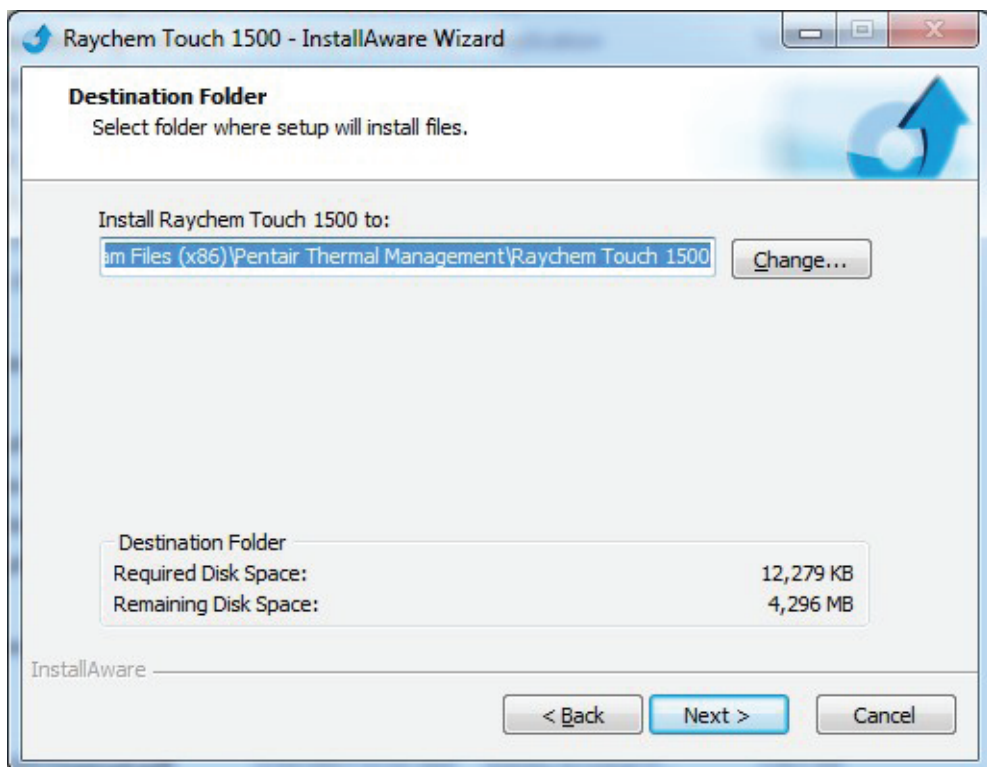 Raychem Touch 1500 - InstallAware Wizard
Destination Folder
Select folder where setup will install files.
Install Raychem Touch 1500 to:
am Files (x86)\Pentair Thermal Management\Raychem Touch 1500
Change...
Destination Folder
Required Disk Space: 12,279 KB
Remaining Disk Space: 4,296 MB
InstallAware
< Back Next > Cancel